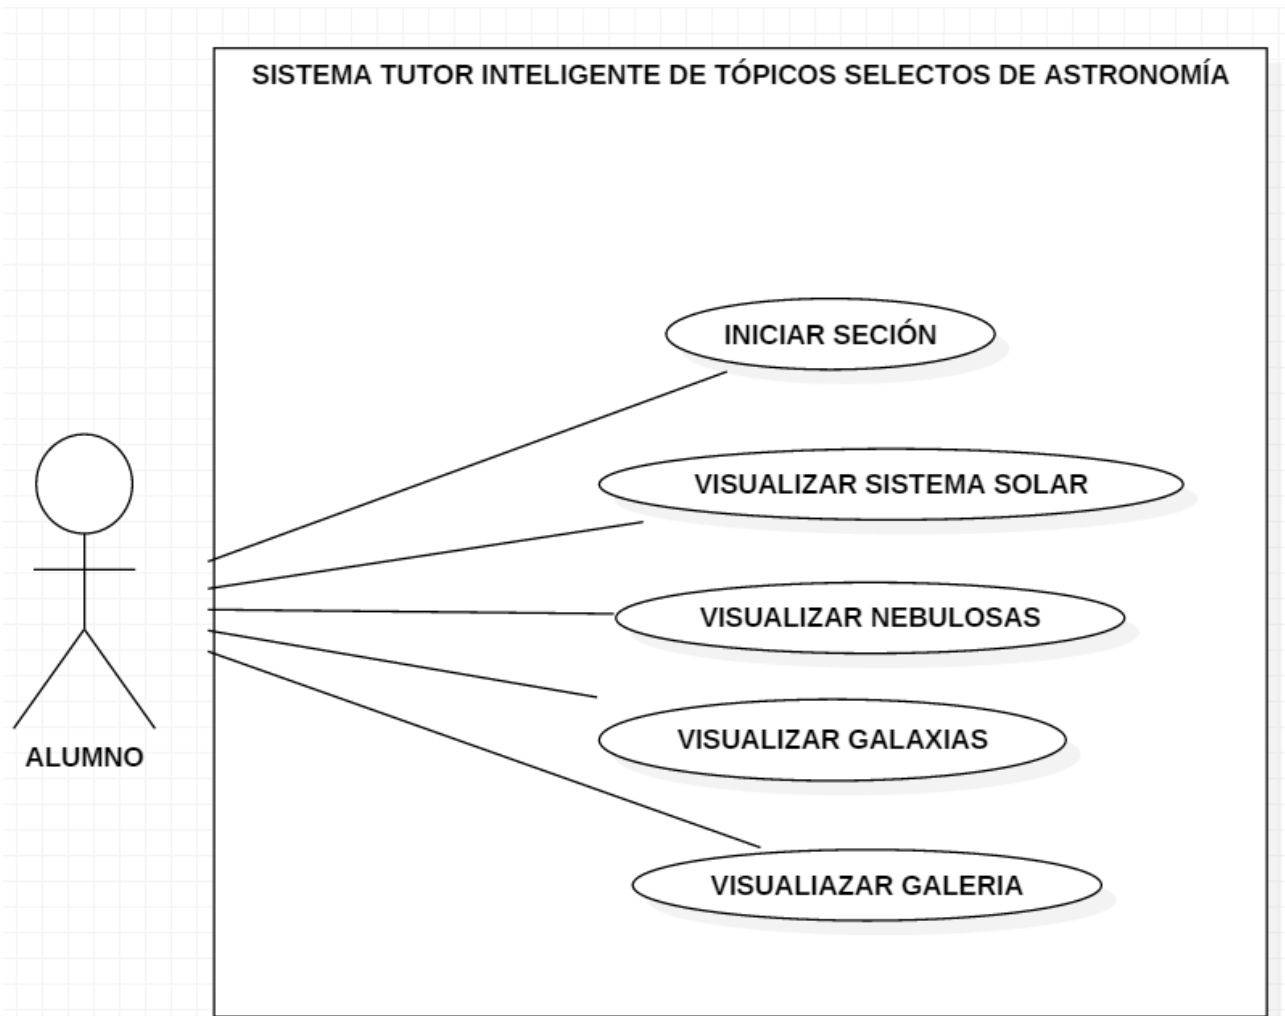 SISTEMA TUTOR INTELIGENTE DE TÓPICOS SELECTOS DE ASTRONOMÍA
INICIAR SECIÓN
VISUALIZAR SISTEMA SOLAR
VISUALIZAR NEBULOSAS
VISUALIZAR GALAXIAS
ALUMNO
VISUALIAZAR GALERIA